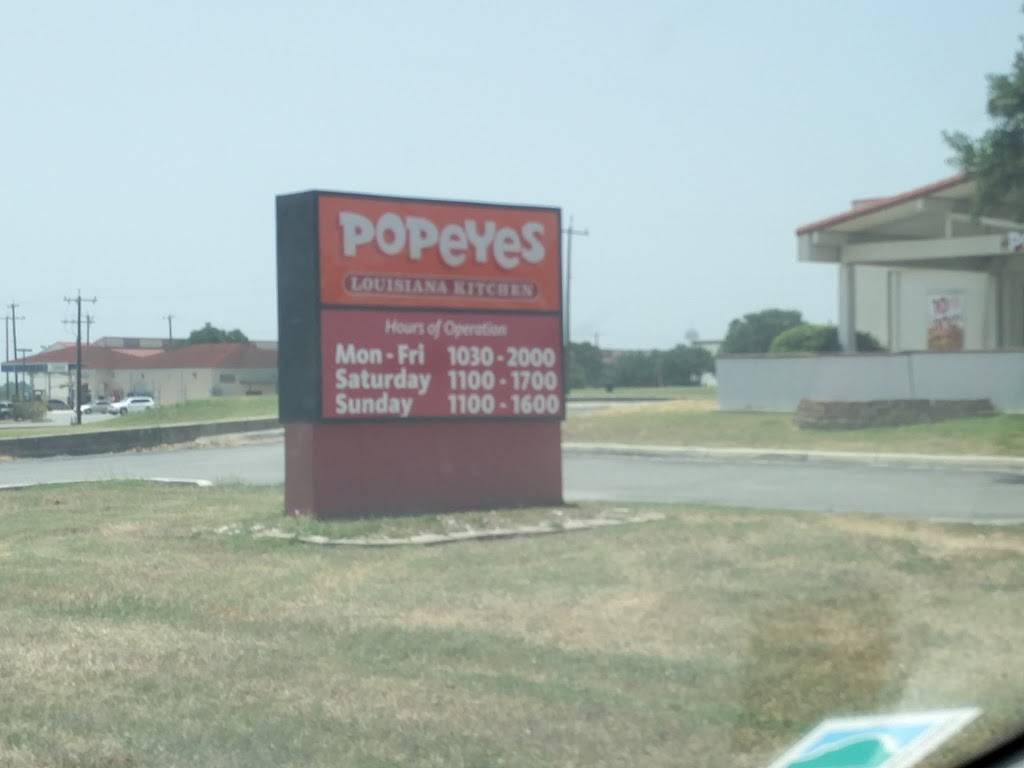 POPEYES
LOUISIANA KITCHEN
Hours of Operation
Mon - Fri 1030 - 2000
Saturday 1100 - 1700
Sunday 1100 - 1600